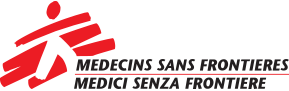 MEDECINS SANS FRONTIERES
MEDICI SENZA FRONTIERE